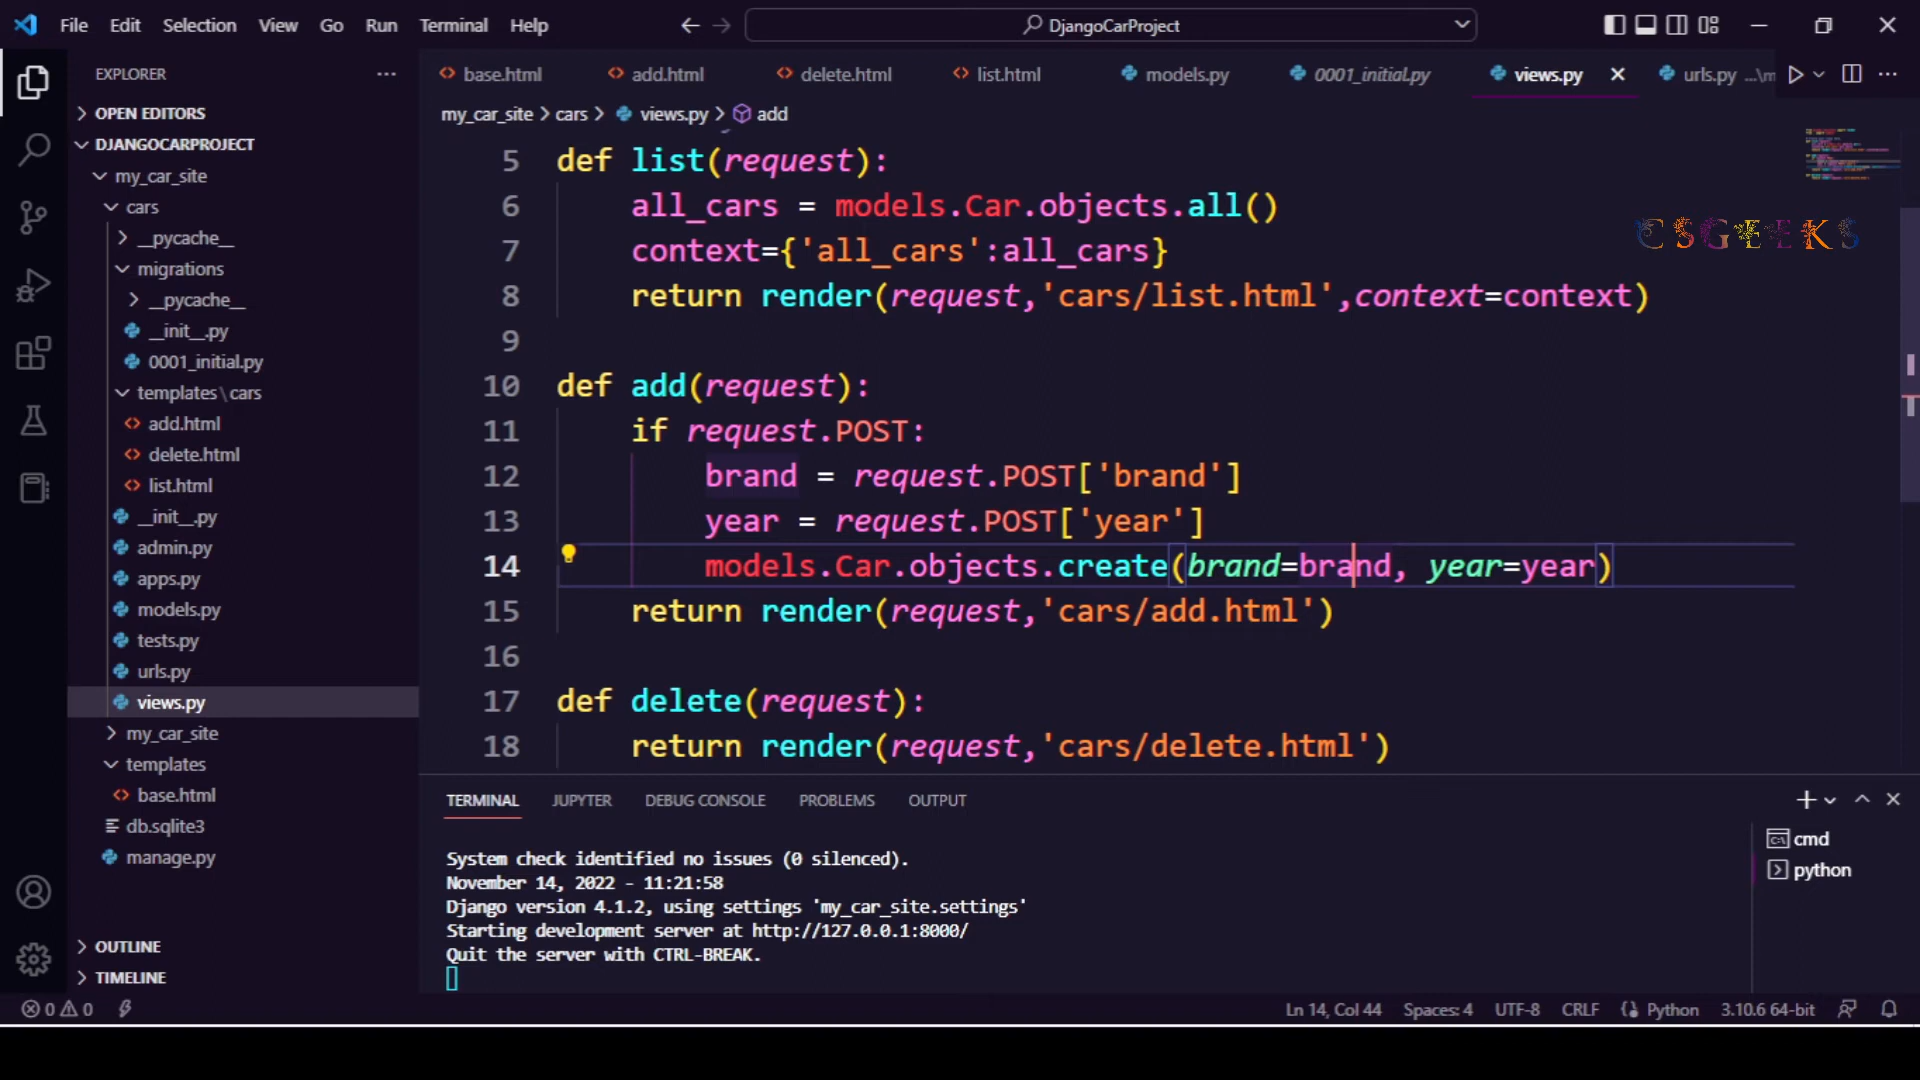 File Edit Selection View Go Run Terminal Help
DjangoCarProject
EXPLORER
OPEN EDITORS
DJANGOCARPROJECT
my_car_site
cars
__pycache__
migrations
__pycache__
__init__.py
0001_initial.py
templates\cars
add.html
delete.html
list.html
__init__.py
admin.py
apps.py
models.py
tests.py
urls.py
views.py
my_car_site
templates
base.html
db.sqlite3
manage.py
OUTLINE
TIMELINE
base.html add.html delete.html list.html models.py 0001_initial.py views.py urls.py ...\m
my_car_site > cars > views.py > add
CSGEEKS
5 def list(request):
6 all_cars = models.Car.objects.all()
7 context={'all_cars':all_cars}
8 return render(request,'cars/list.html',context=context)
9
10 def add(request):
11 if request.POST:
12 brand = request.POST['brand']
13 year = request.POST['year']
14 models.Car.objects.create(brand=brand, year=year)
15 return render(request,'cars/add.html')
16
17 def delete(request):
18 return render(request,'cars/delete.html')
TERMINAL JUPYTER DEBUG CONSOLE PROBLEMS OUTPUT
System check identified no issues (0 silenced).
November 14, 2022 - 11:21:58
Django version 4.1.2, using settings 'my_car_site.settings'
Starting development server at http://127.0.0.1:8000/
Quit the server with CTRL-BREAK.
cmd
python
0 0 Ln 14, Col 44 Spaces: 4 UTF-8 CRLF Python 3.10.6 64-bit